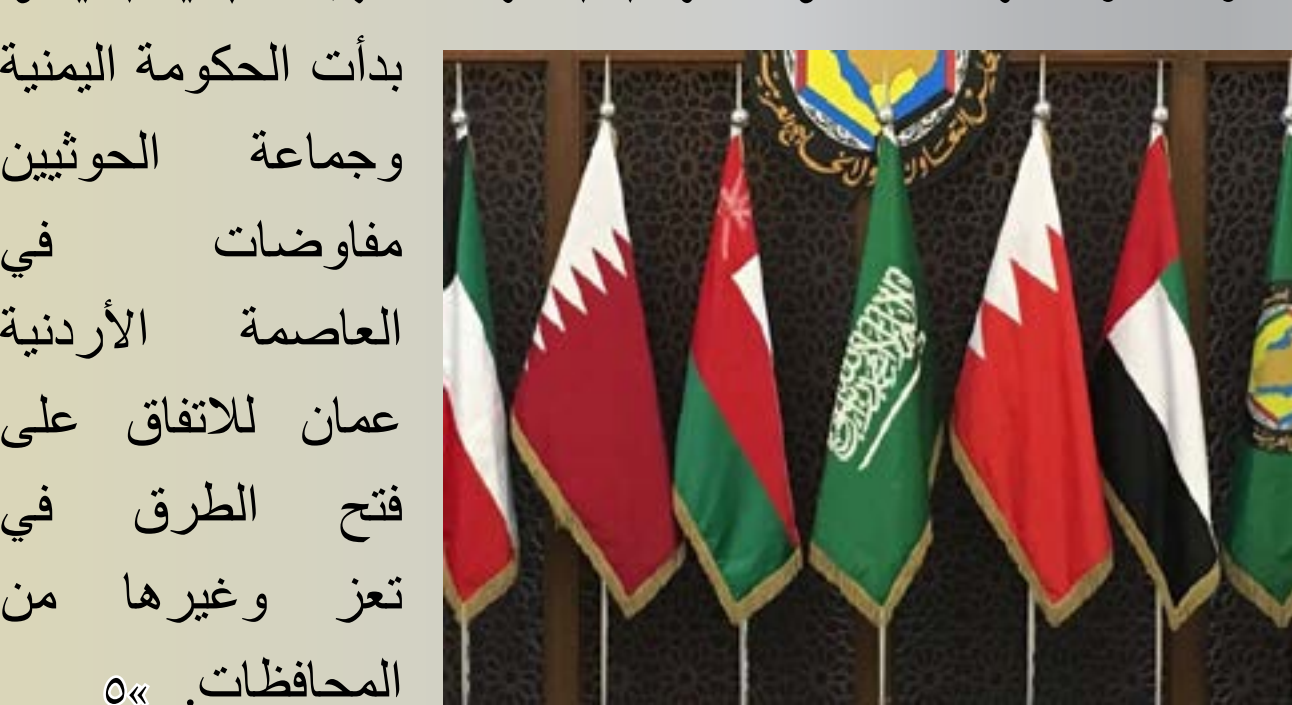 بدأت الحكومة اليمنية
وجماعة الحوثيين
مفاوضات في
العاصمة الأردنية
عمان للاتفاق على
فتح الطرق في
تعز وغيرها من
المحافظات. »٥